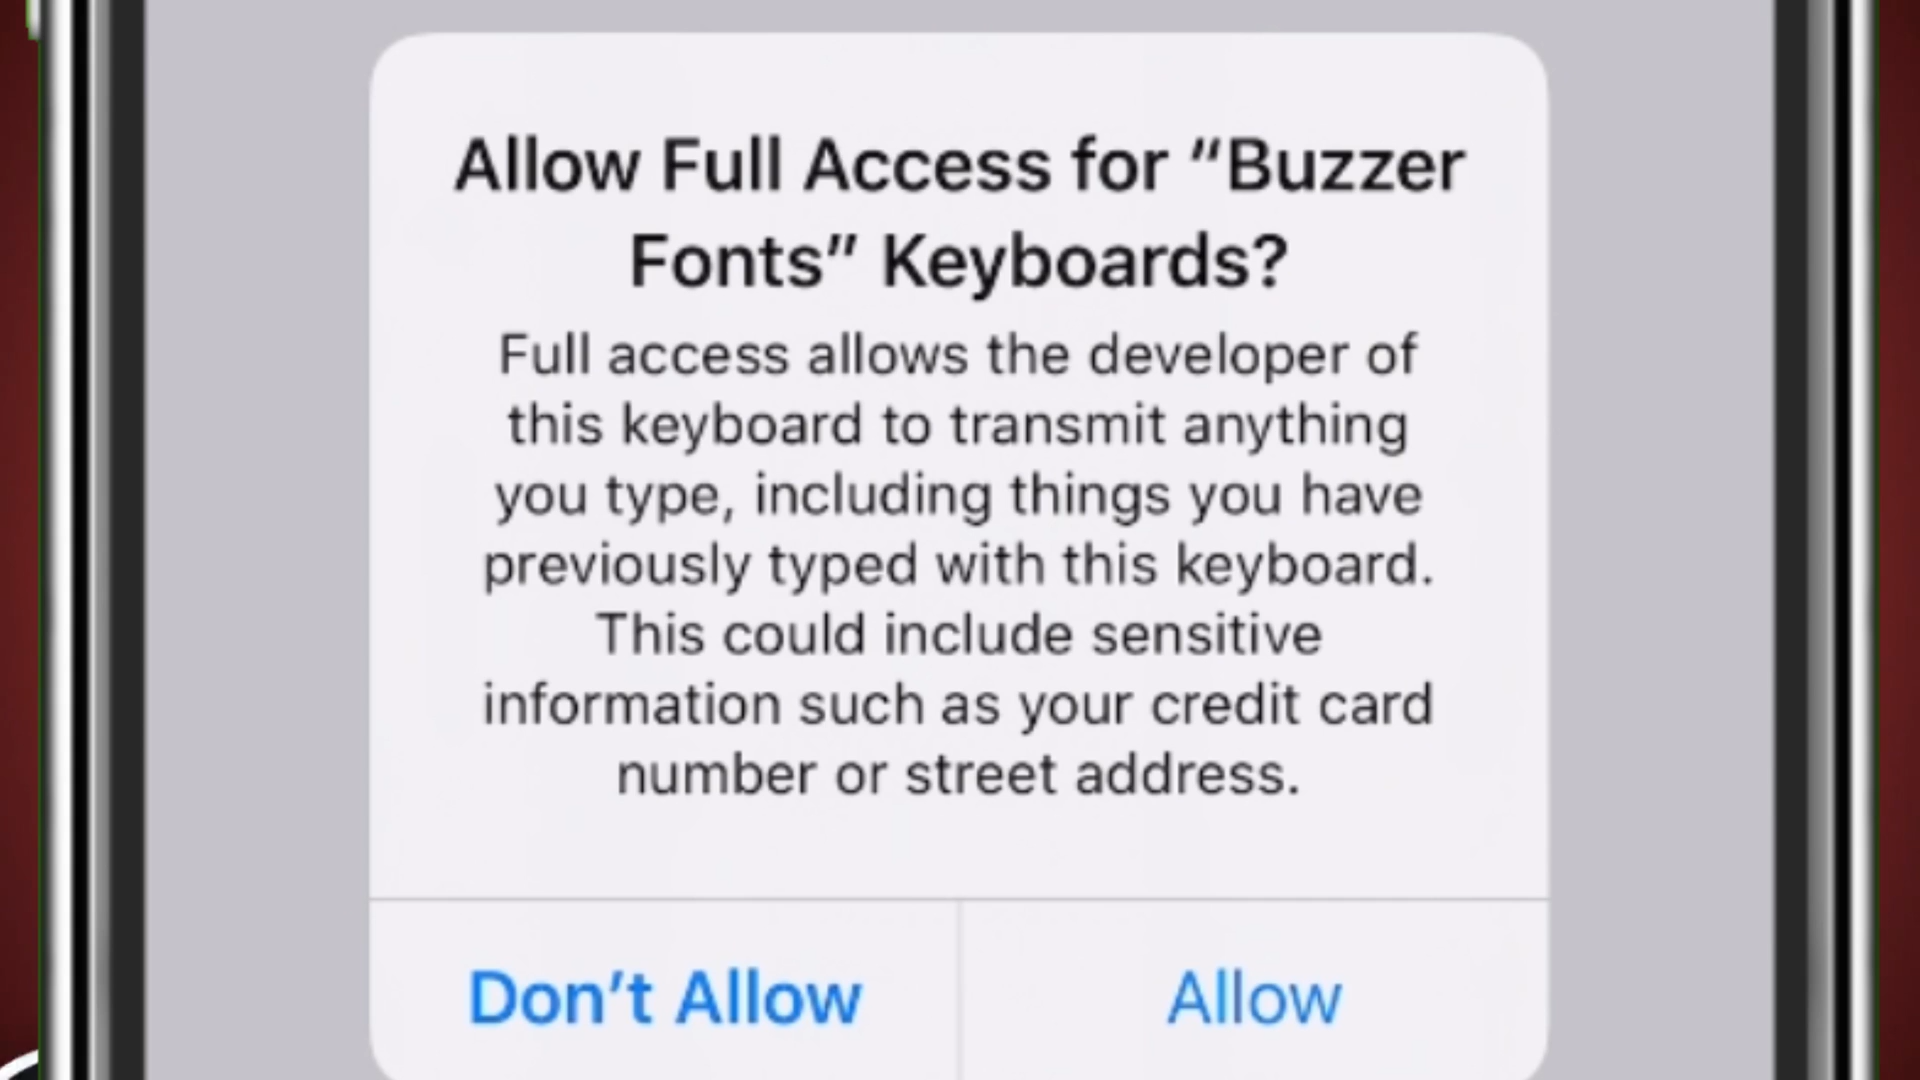 Allow Full Access for “Buzzer
Fonts” Keyboards?
Full access allows the developer of
this keyboard to transmit anything
you type, including things you have
previously typed with this keyboard.
This could include sensitive
information such as your credit card
number or street address.
Don’t Allow
Allow